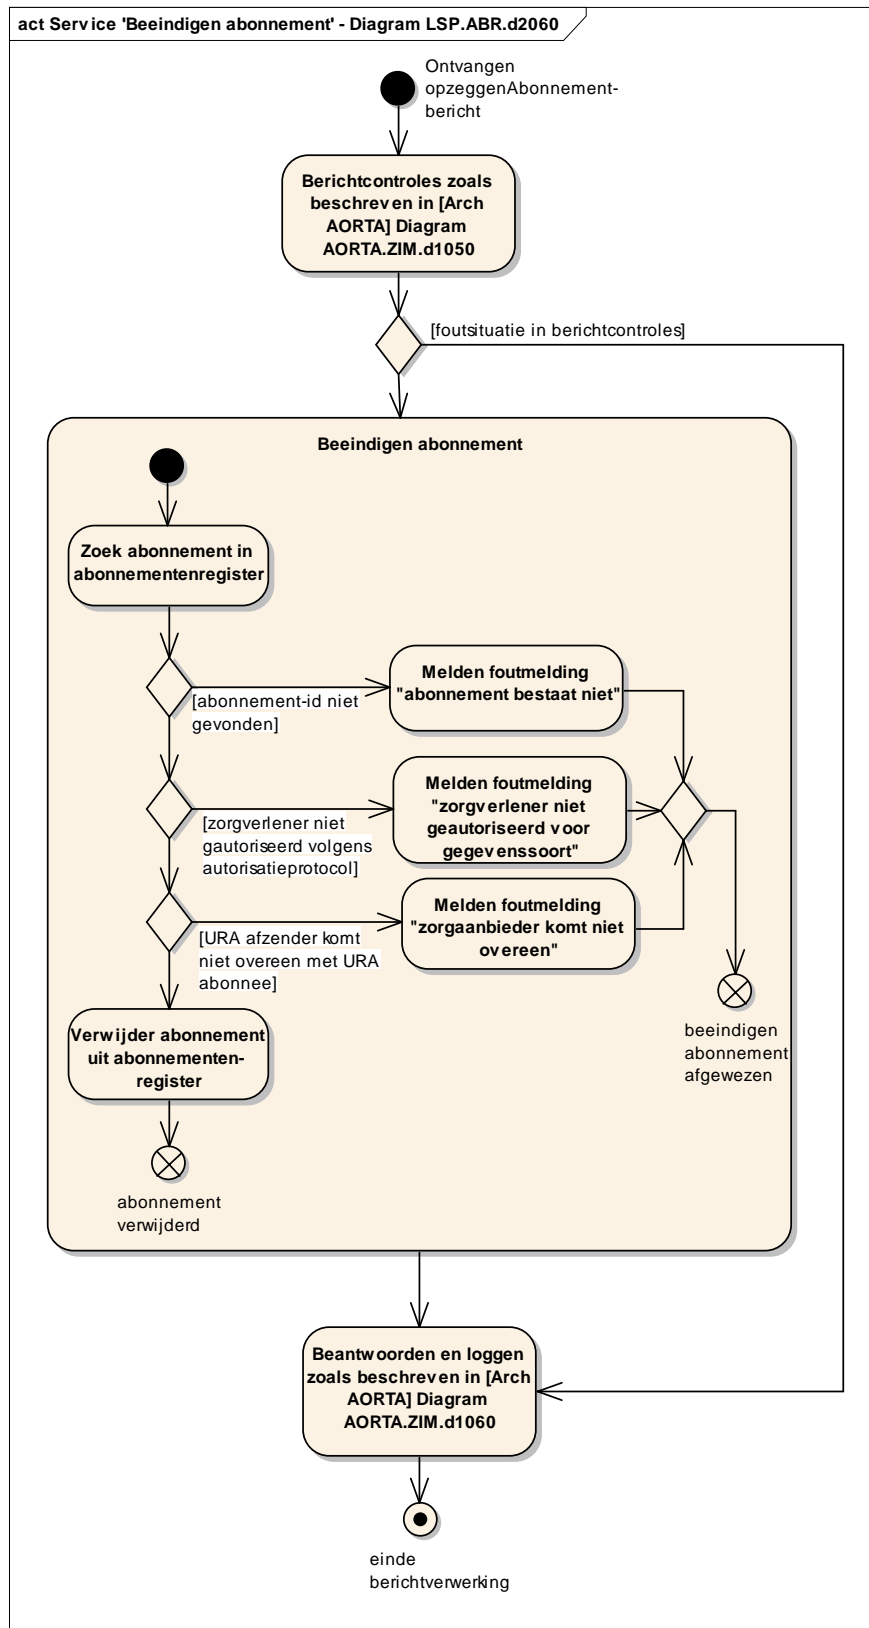 act Service 'Beeindigen abonnement' - Diagram LSP.ABR.d2060
Ontvangen
opzeggenAbonnement-
bericht
Berichtcontroles zoals
beschreven in [Arch
AORTA] Diagram
AORTA.ZIM.d1050
[foutsituatie in berichtcontroles]
Beeindigen abonnement
Zoek abonnement in
abonnementenregister
Melden foutmelding
"abonnement bestaat niet"
[abonnement-id niet
gevonden]
Melden foutmelding
"zorgverlener niet
geautoriseerd voor
gegevenssoort"
[zorgverlener niet
gautoriseerd volgens
autorisatieprotocol]
Melden foutmelding
"zorgaanbieder komt niet
overeen"
[URA afzender komt
niet overeen met URA
abonnee]
Verwijder abonnement
uit abonnementen-
register
beeindigen
abonnement
afgewezen
abonnement
verwijderd
Beantwoorden en loggen
zoals beschreven in [Arch
AORTA] Diagram
AORTA.ZIM.d1060
einde
berichtverwerking